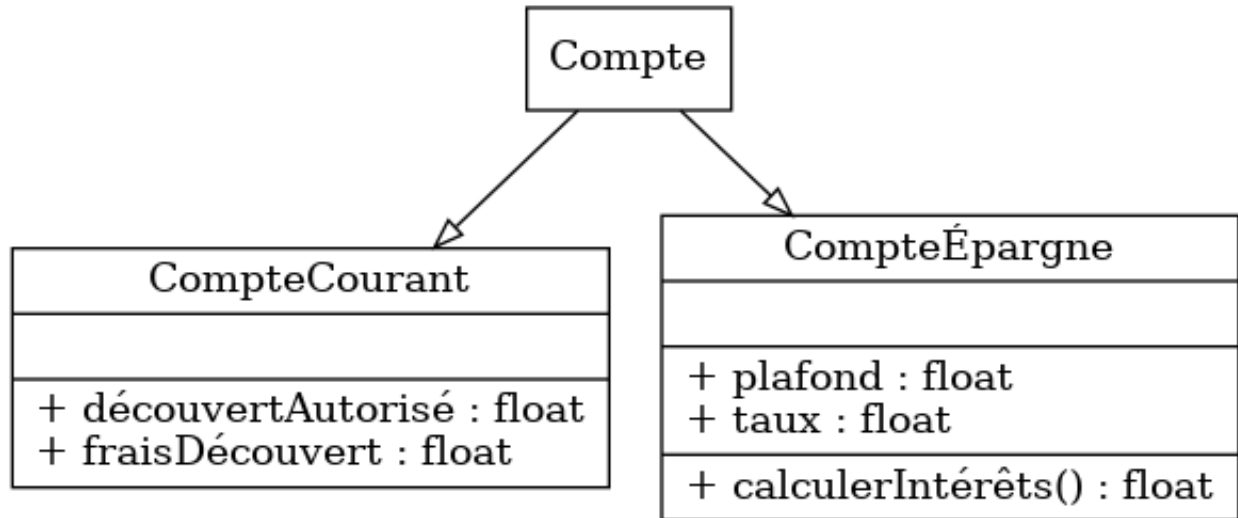 Compte
CompteCourant
+ découvertAutorisé : float
+ fraisDécouvert : float
CompteÉpargne
+ plafond : float
+ taux : float
+ calculerIntérêts() : float